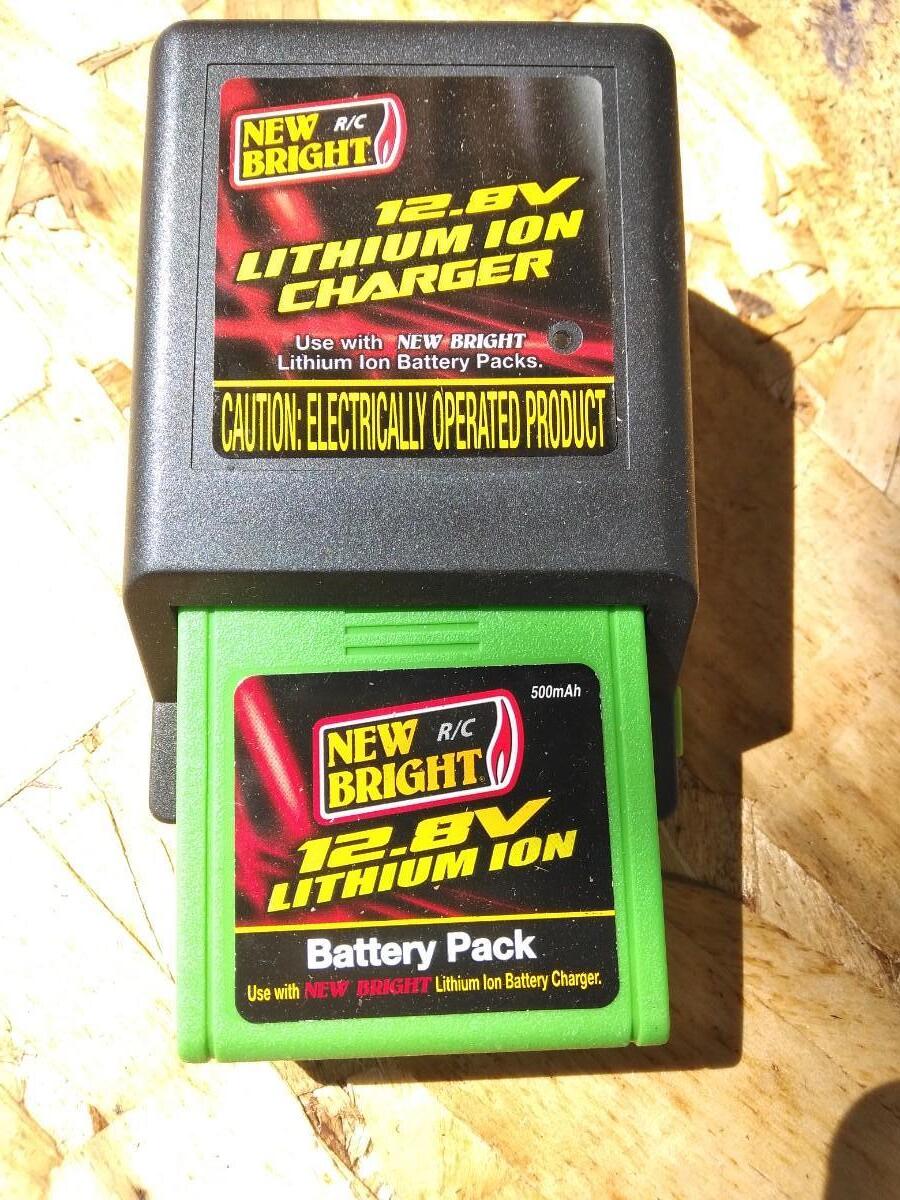 NEW R/C
BRIGHT
12.8V
LITHIUM ION
CHARGER
Use with NEW BRIGHT
Lithium Ion Battery Packs.
CAUTION: ELECTRICALLY OPERATED PRODUCT
500mAh
NEW R/C
BRIGHT
12.8V
LITHIUM ION
Battery Pack
Use with NEW BRIGHT Lithium Ion Battery Charger.